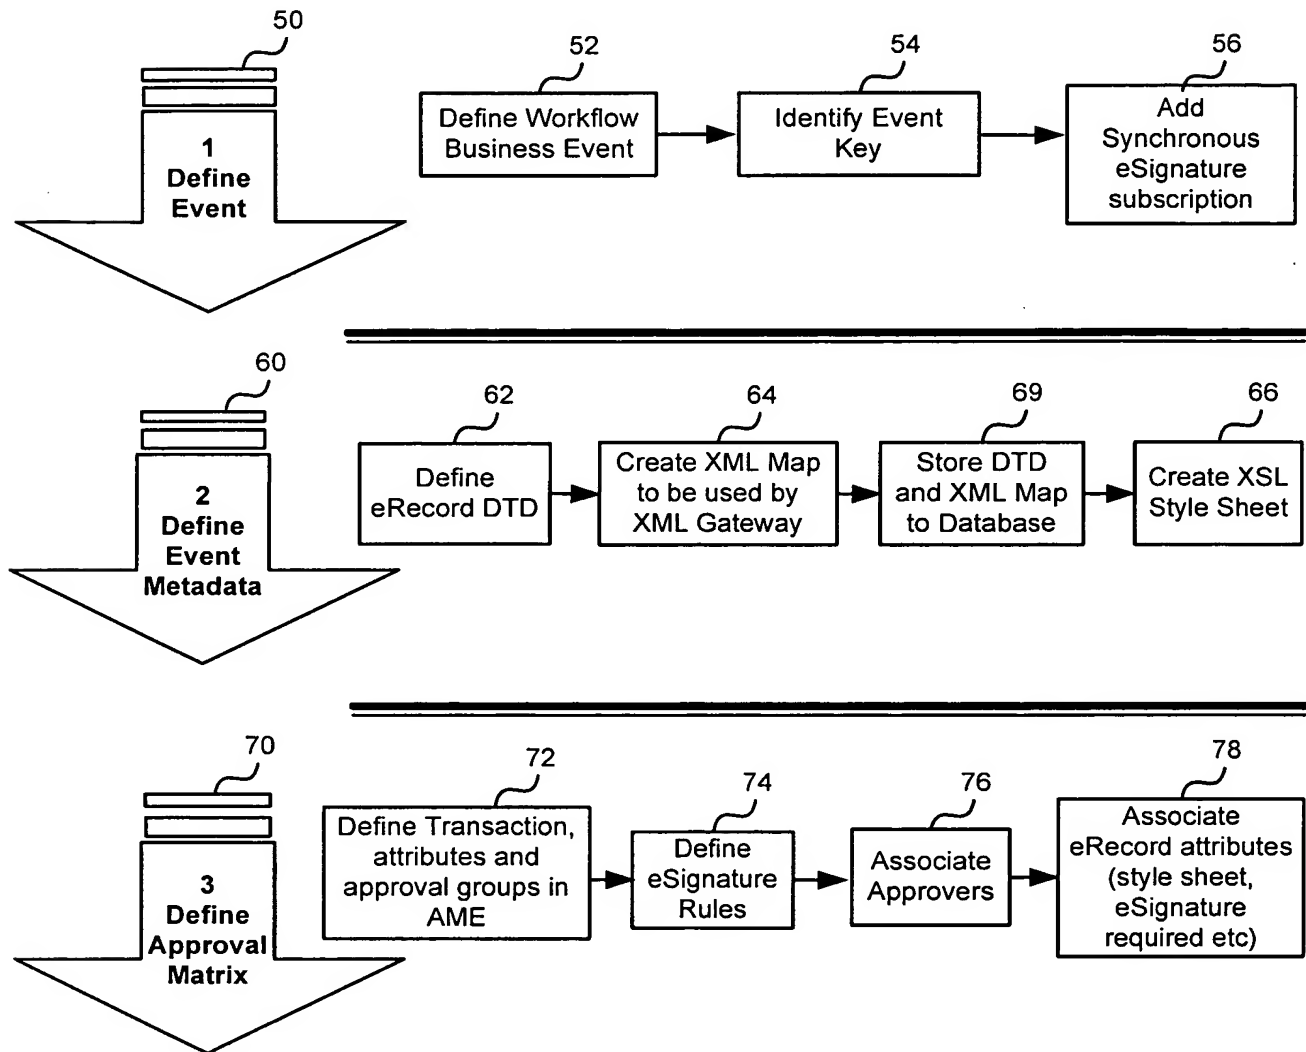 50
52
54
56
1
Define
Event
Define Workflow
Business Event
Identify Event
Key
Add
Synchronous
eSignature
subscription
60
62
64
69
66
2
Define
Event
Metadata
Define
eRecord DTD
Create XML Map
to be used by
XML Gateway
Store DTD
and XML Map
to Database
Create XSL
Style Sheet
70
72
74
76
78
3
Define
Approval
Matrix
Define Transaction,
attributes and
approval groups in
AME
Define
eSignature
Rules
Associate
Approvers
Associate
eRecord attributes
(style sheet,
eSignature
required etc)